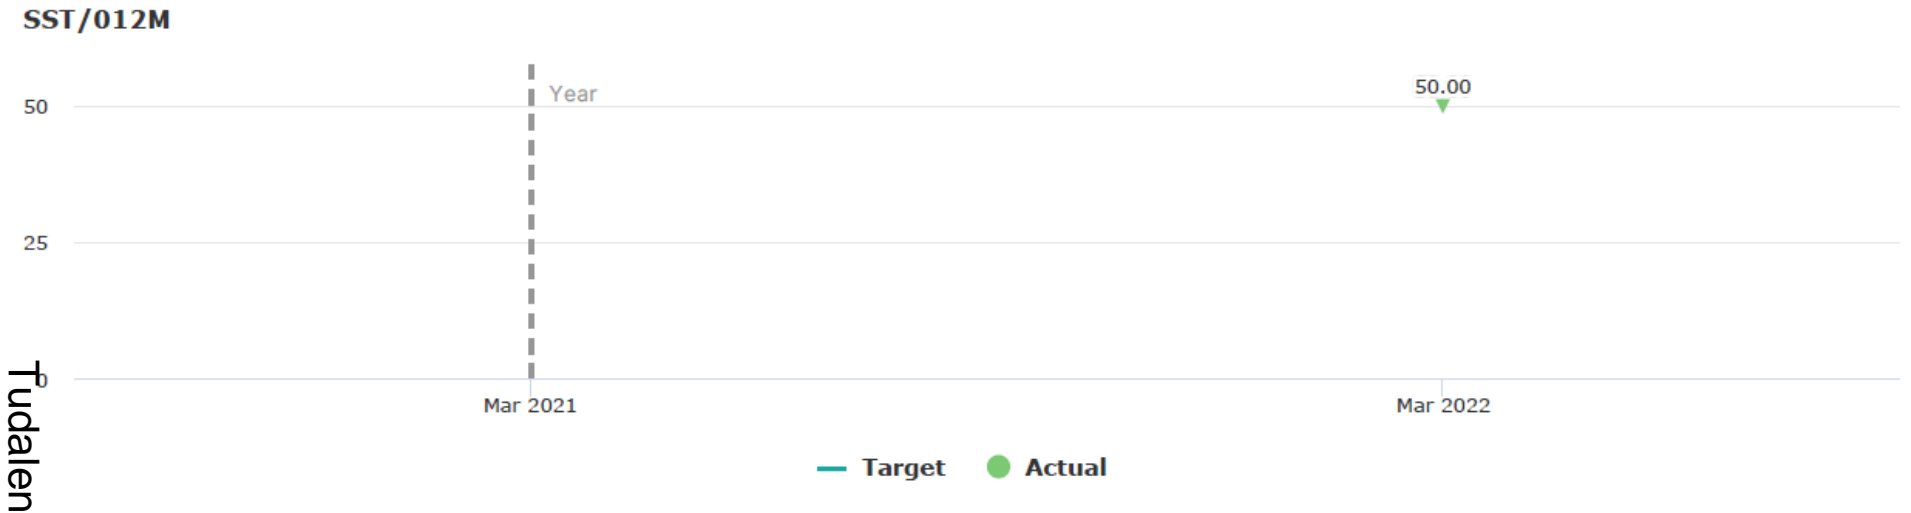 SST/012M
Year
50.00
50
25
0
Mar 2021
Mar 2022
Target
Actual
Tudalen